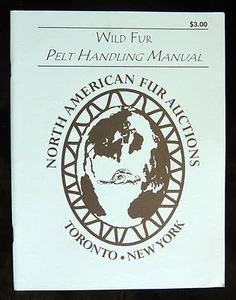 $3.00
WILD FUR
PELT HANDLING MANUAL
NORTH AMERICAN FUR AUCTIONS
TORONTO • NEW YORK